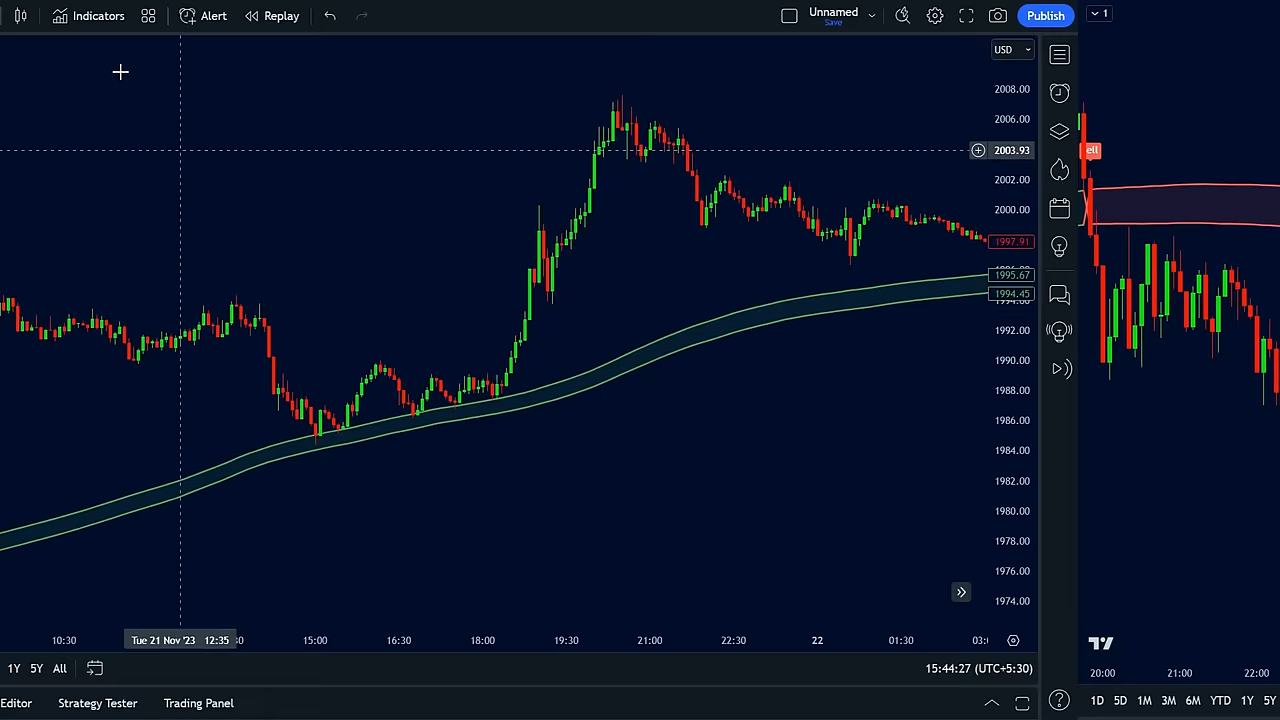 Indicators
Alert
Replay
Unnamed
Save
Publish
1
USD
2008.00
2006.00
2003.93
2002.00
2000.00
1997.91
1995.67
1994.45
1992.00
1990.00
1988.00
1986.00
1984.00
1982.00
1980.00
1978.00
1976.00
1974.00
10:30
Tue 21 Nov '23 12:35
15:00
16:30
18:00
19:30
21:00
22:30
22
01:30
20:00
21:00
22:00
1Y 5Y All
15:44:27 (UTC+5:30)
1D 5D 1M 3M 6M YTD 1Y 5Y
Editor
Strategy Tester
Trading Panel